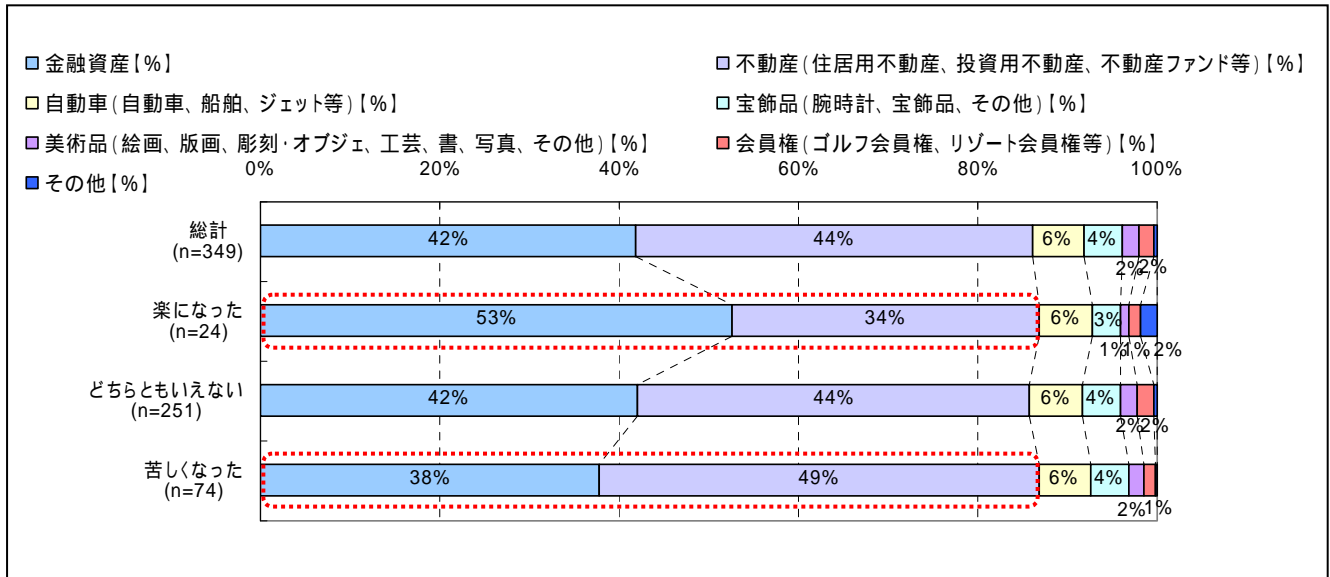 金融資産【%】
不動産(住居用不動産、投資用不動産、不動産ファンド等)【%】
自動車(自動車、船舶、ジェット等)【%】
宝飾品(腕時計、宝飾品、その他)【%】
美術品(絵画、版画、彫刻・オブジェ、工芸、書、写真、その他)【%】
会員権(ゴルフ会員権、リゾート会員権等)【%】
その他【%】
0% 20% 40% 60% 80% 100%
総計
(n=349)
42% 44% 6% 4% 2% 2%
楽になった
(n=24)
53% 34% 6% 3% 1% 1% 2%
どちらともいえない
(n=251)
42% 44% 6% 4% 2% 2%
苦しくなった
(n=74)
38% 49% 6% 4% 2% 1%